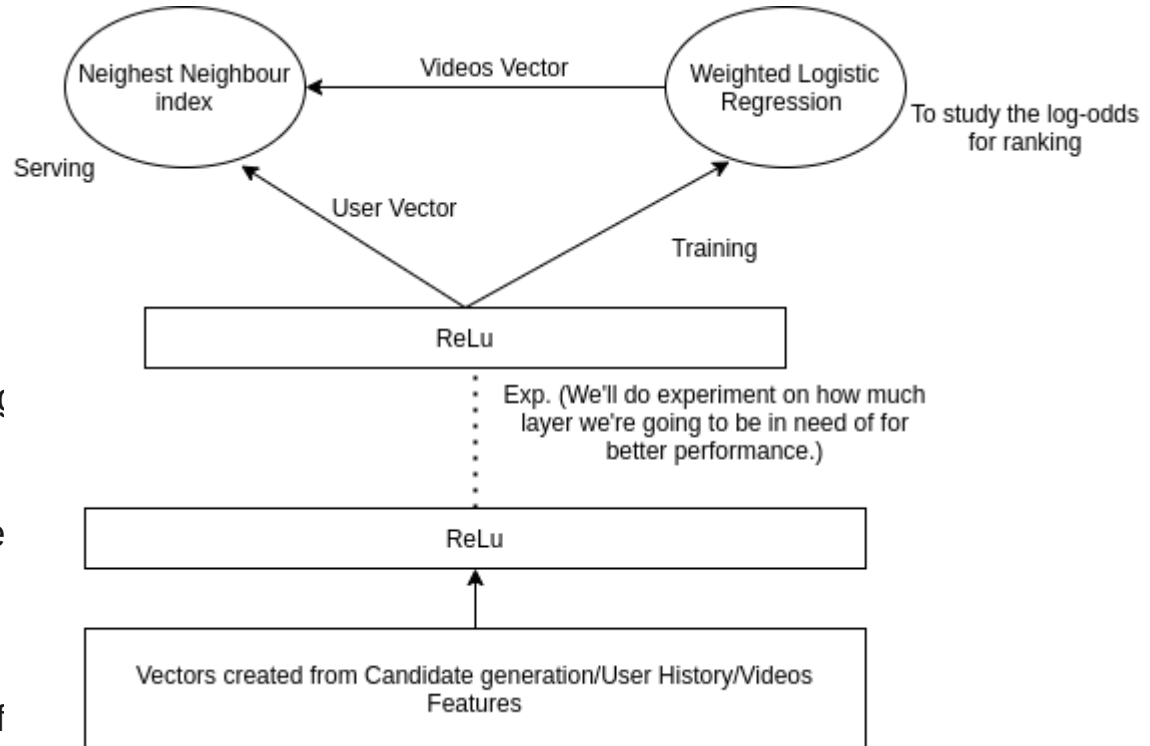 Neighest Neighbour
index
Videos Vector
Weighted Logistic
Regression
To study the log-odds
for ranking
Serving
User Vector
Training
ReLu
Exp. (We'll do experiment on how much
layer we're going to be in need of for
better performance.)
ReLu
Vectors created from Candidate generation/User History/Videos
Features